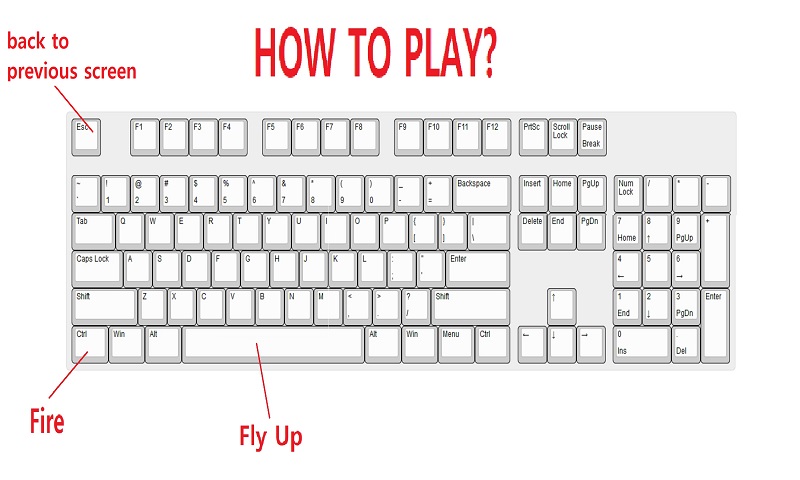 back to
previous screen
HOW TO PLAY?
Esc F1 F2 F3 F4 F5 F6 F7 F8 F9 F10 F11 F12 PrtSc Scroll Pause
Lock
Break
~ ! @ # $ % ^ & * ( ) _ + Backspace Insert Home PgUp Num / * -
` 1 2 3 4 5 6 7 8 9 0 - = Lock
Tab Q W E R T Y U I O P { } | Delete End PgDn 7 8 9 +
[ ] \ Home ↑ PgUp
Caps Lock A S D F G H J K L : " Enter 4 5 6
; ' ← →
Shift Z X C V B N M < > ? Shift ↑ 1 2 3 Enter
, . / End ↓ PgDn
Ctrl Win Alt Alt Win Menu Ctrl ← ↓ → 0 .
Ins Del
Fire
Fly Up